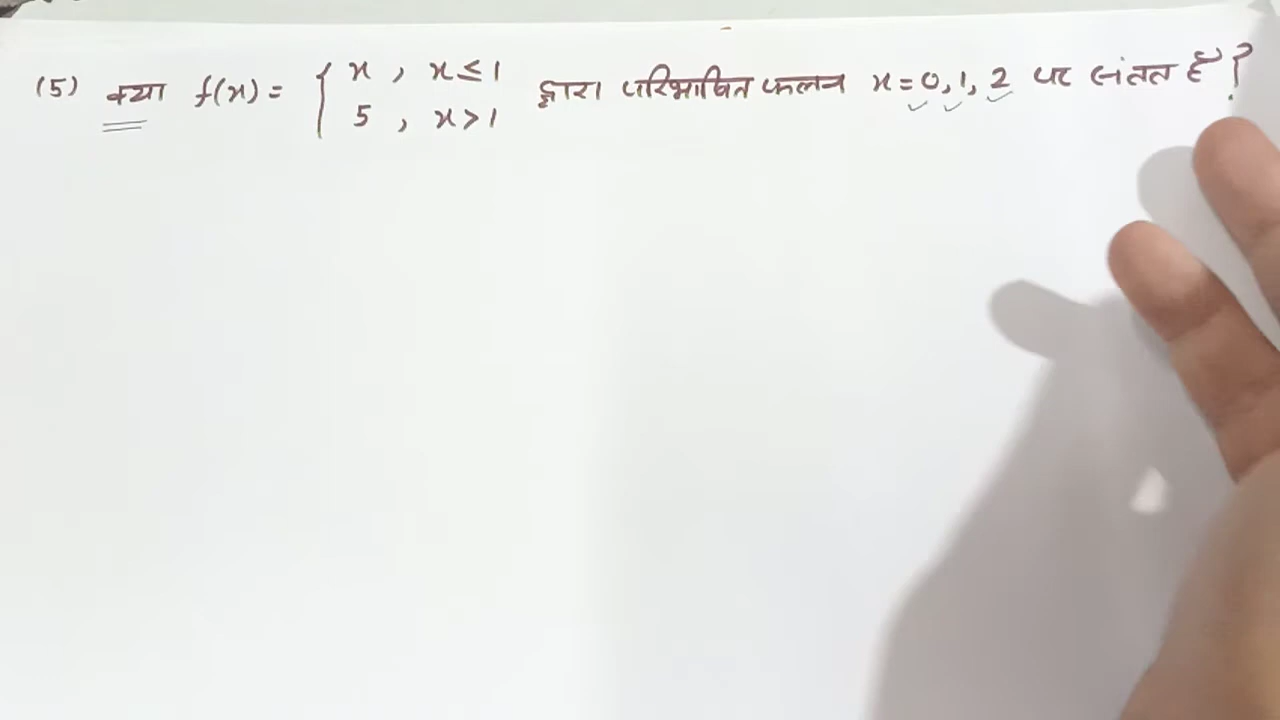 (5) क्या f(x) = { x , x ≤ 1 द्वारा परिभाषित फलन x = 0, 1, 2 पर संतत है ?
5 , x > 1